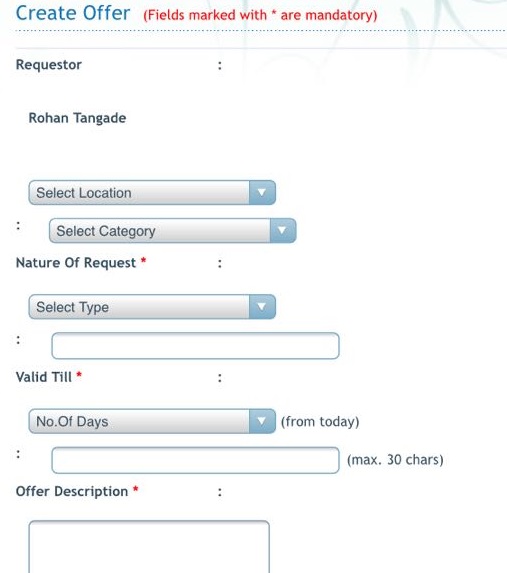 Create Offer (Fields marked with * are mandatory)
Requestor :
Rohan Tangade
Select Location
: Select Category
Nature Of Request * :
Select Type
:
Valid Till * :
No.Of Days (from today)
: (max. 30 chars)
Offer Description * :